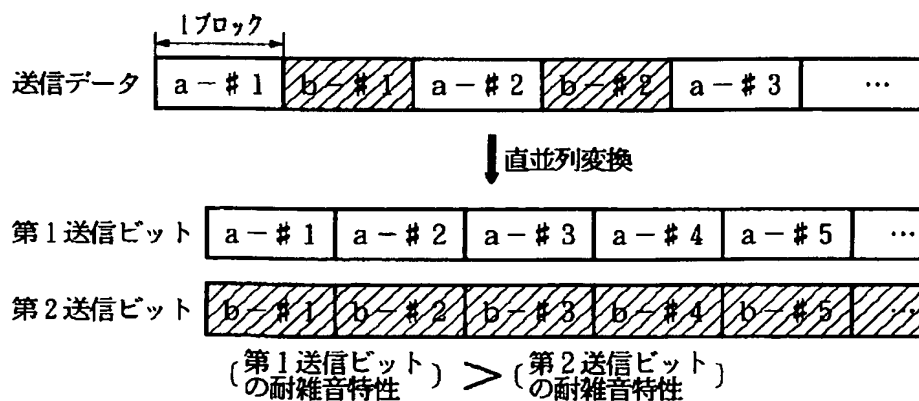 1ブロック
送信データ a-#1 b-#1 a-#2 b-#2 a-#3 …
直並列変換
第1送信ビット a-#1 a-#2 a-#3 a-#4 a-#5 …
第2送信ビット b-#1 b-#2 b-#3 b-#4 b-#5 …
(第1送信ビットの耐雑音特性) > (第2送信ビットの耐雑音特性)